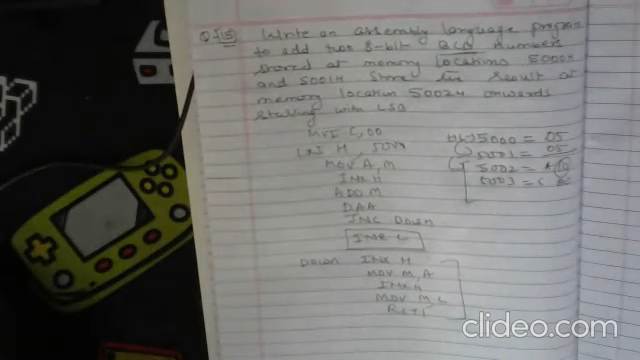 Q.15 Write an assembly language program
to add two 8-bit BCD numbers
stored at memory locations 5000H
and 5001H Store the result at
memory location 5002H onwards
starting with LSB
MVI C, 00
LXI H, 5000
MOV A, M
INX H
ADD M
DAA
JNC Down
INR C
Down INX H
MOV M, A
INX H
MOV M, C
5000 = 05
5001 = 05
5002 = A
5003 = C
clideo.com